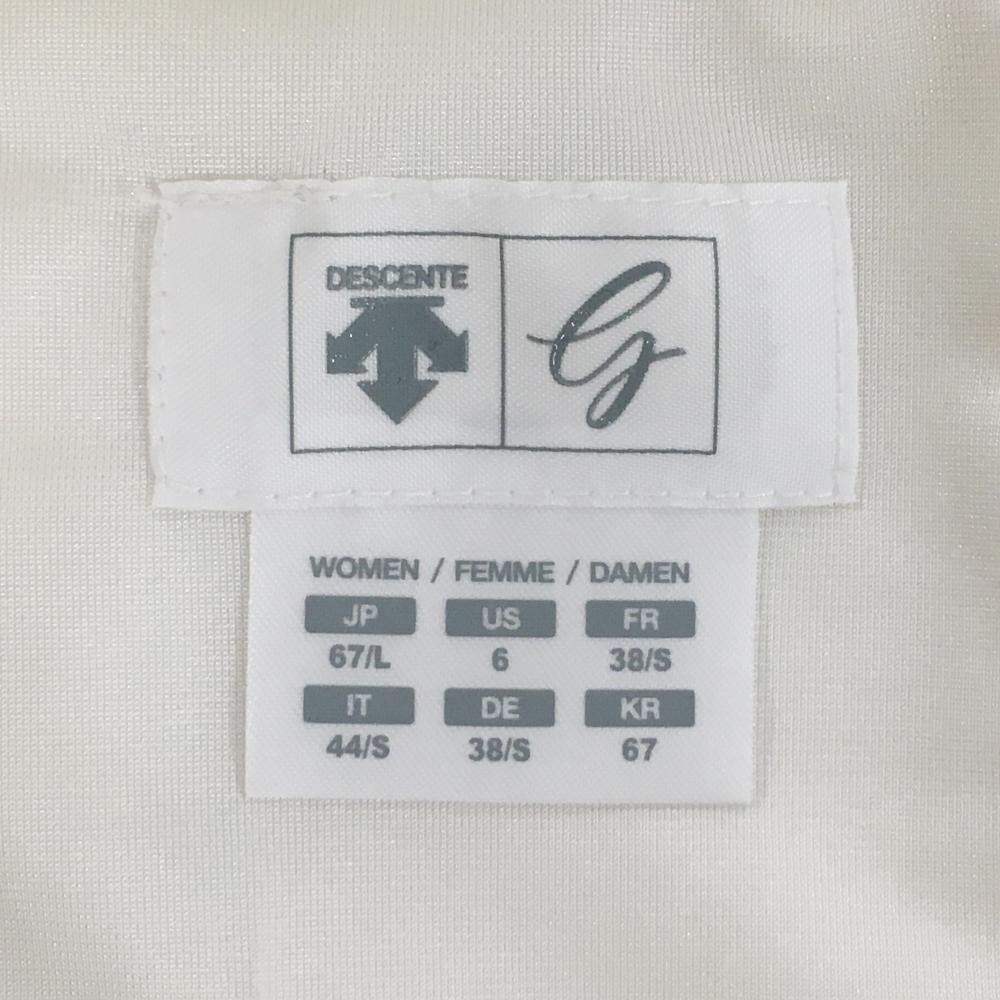 DESCENTE
G
WOMEN / FEMME / DAMEN
JP US FR
67/L 6 38/S
IT DE KR
44/S 38/S 67